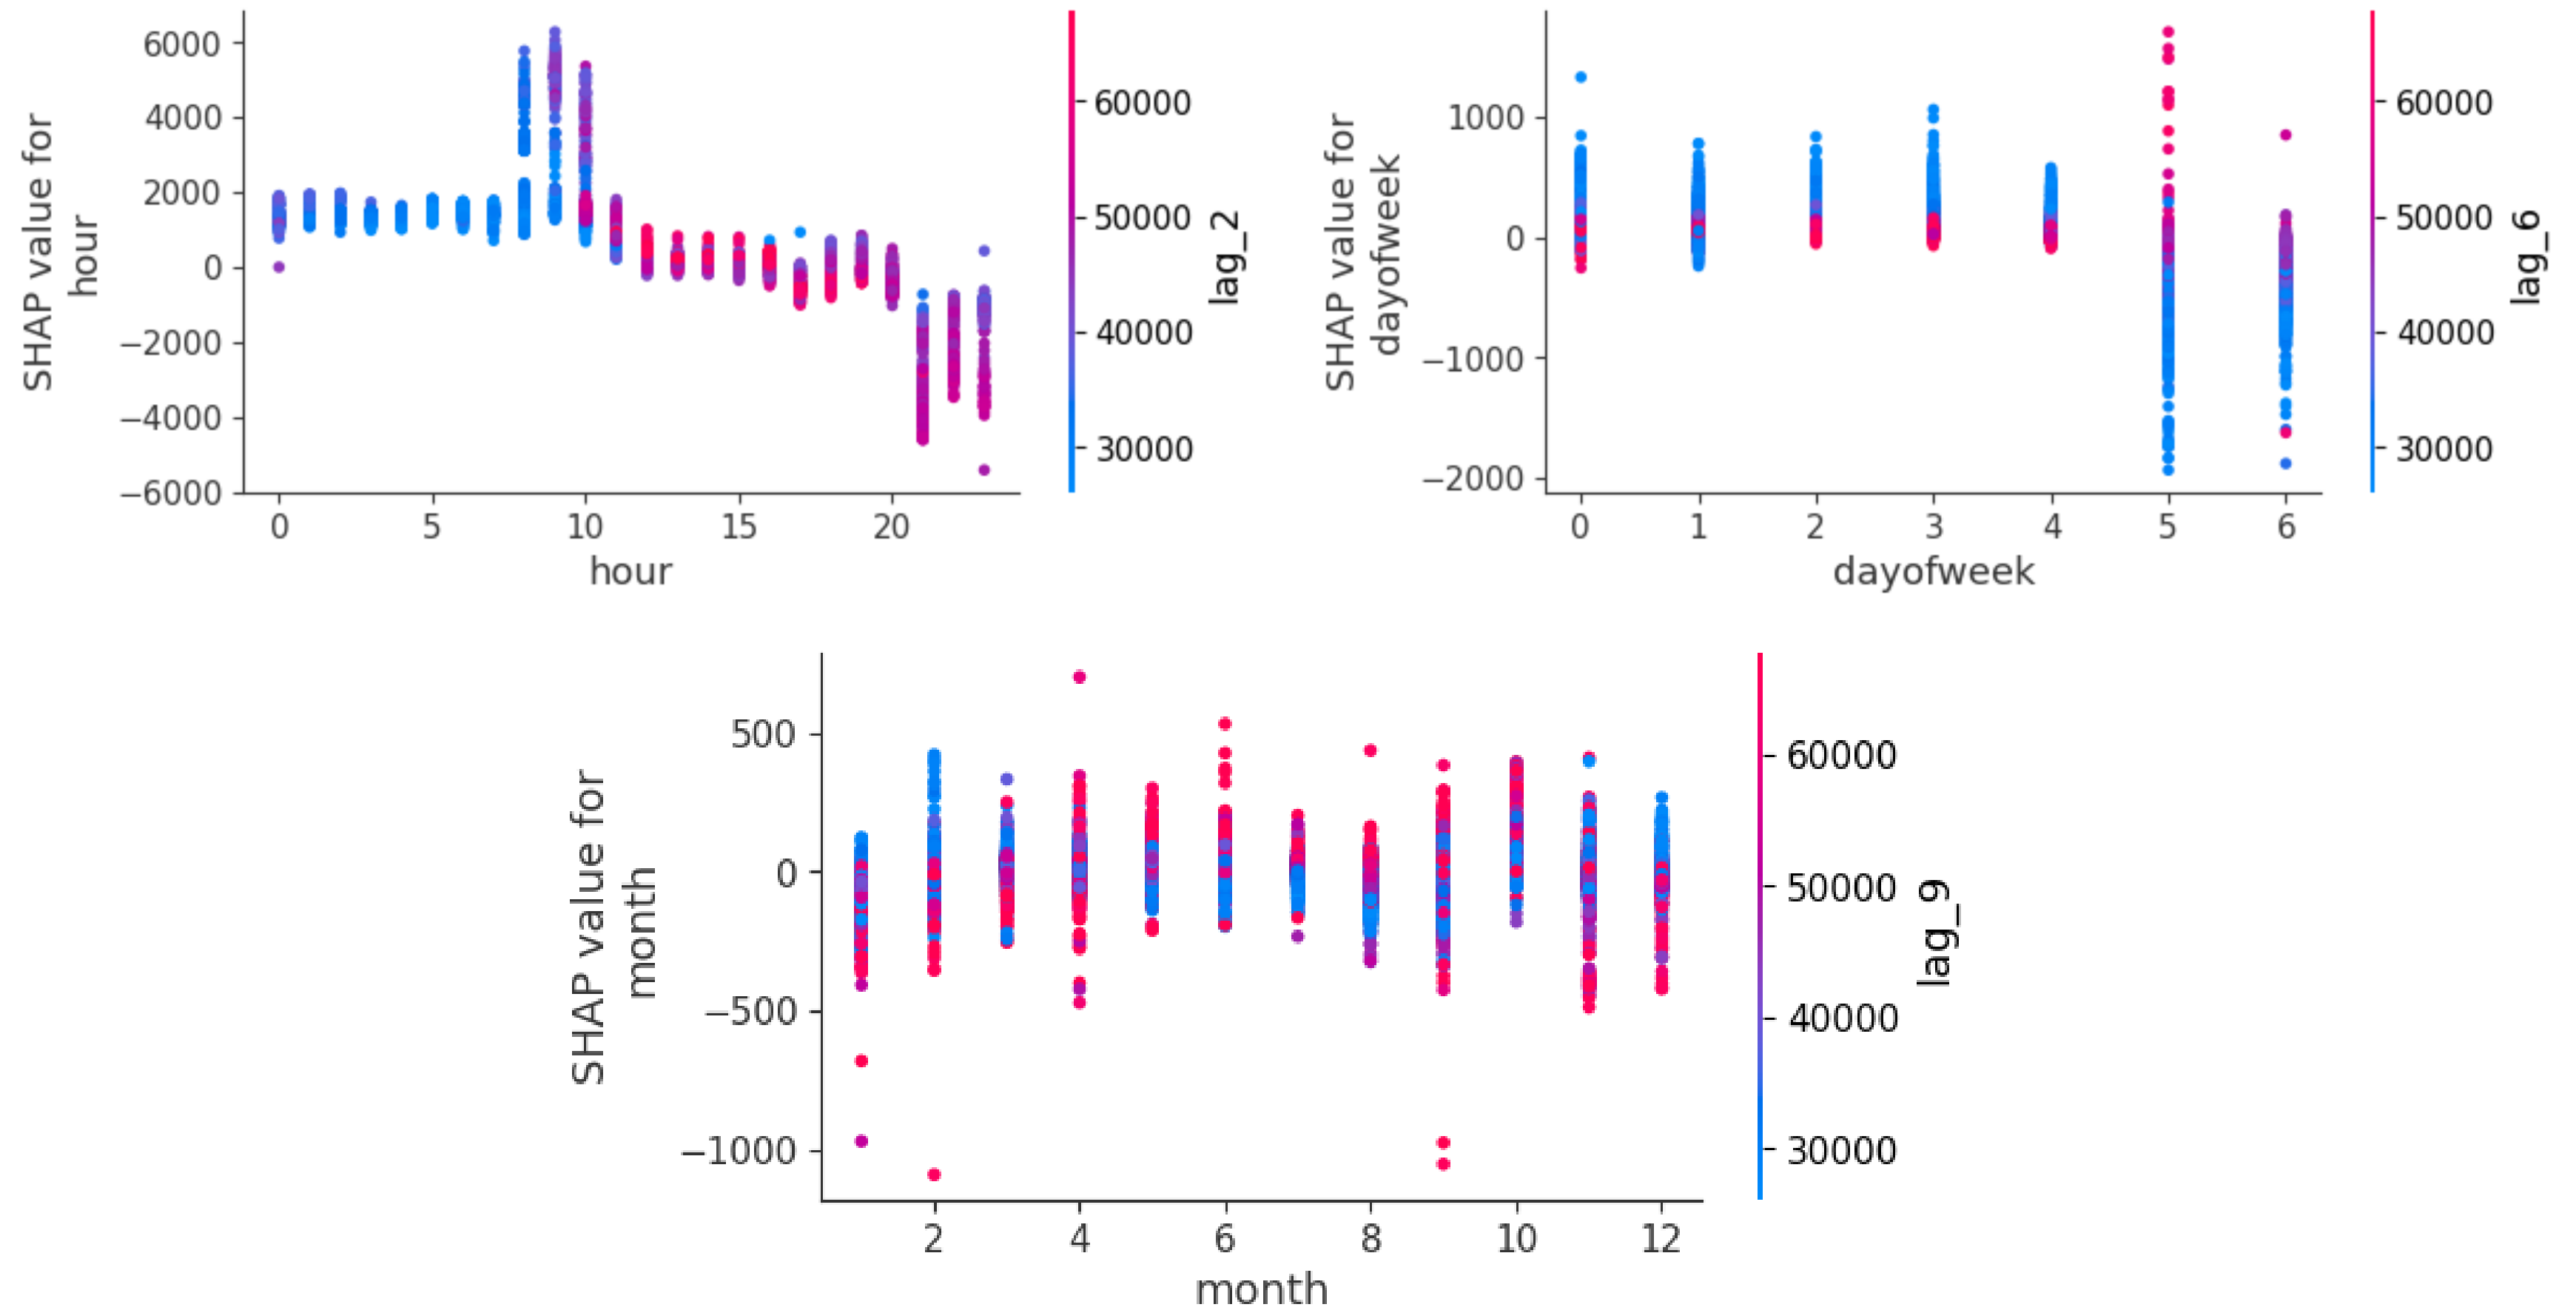 SHAP value for
hour
6000
4000
2000
0
−2000
−4000
−6000
0 5 10 15 20
hour
60000
50000
40000
30000
lag_2
SHAP value for
dayofweek
1000
0
−1000
−2000
0 1 2 3 4 5 6
dayofweek
60000
50000
40000
30000
lag_6
SHAP value for
month
500
0
−500
−1000
2 4 6 8 10 12
month
60000
50000
40000
30000
lag_9